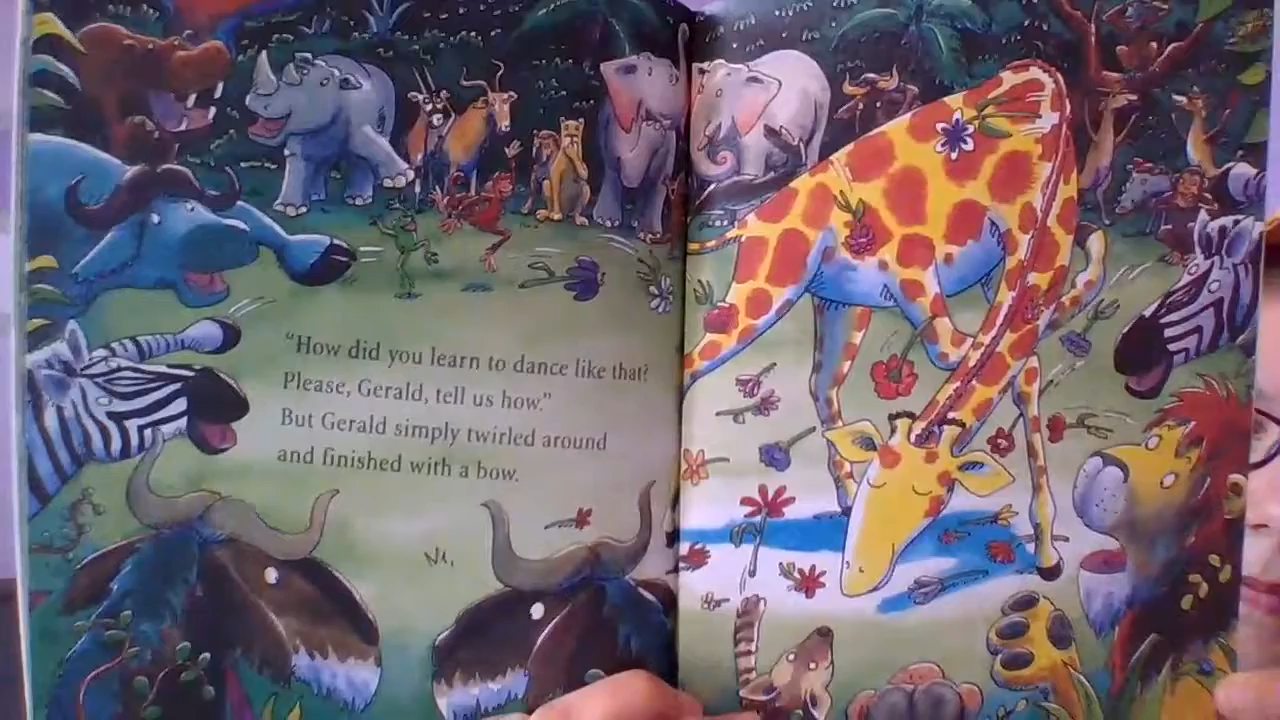 “How did you learn to dance like that?
Please, Gerald, tell us how.”
But Gerald simply twirled around
and finished with a bow.